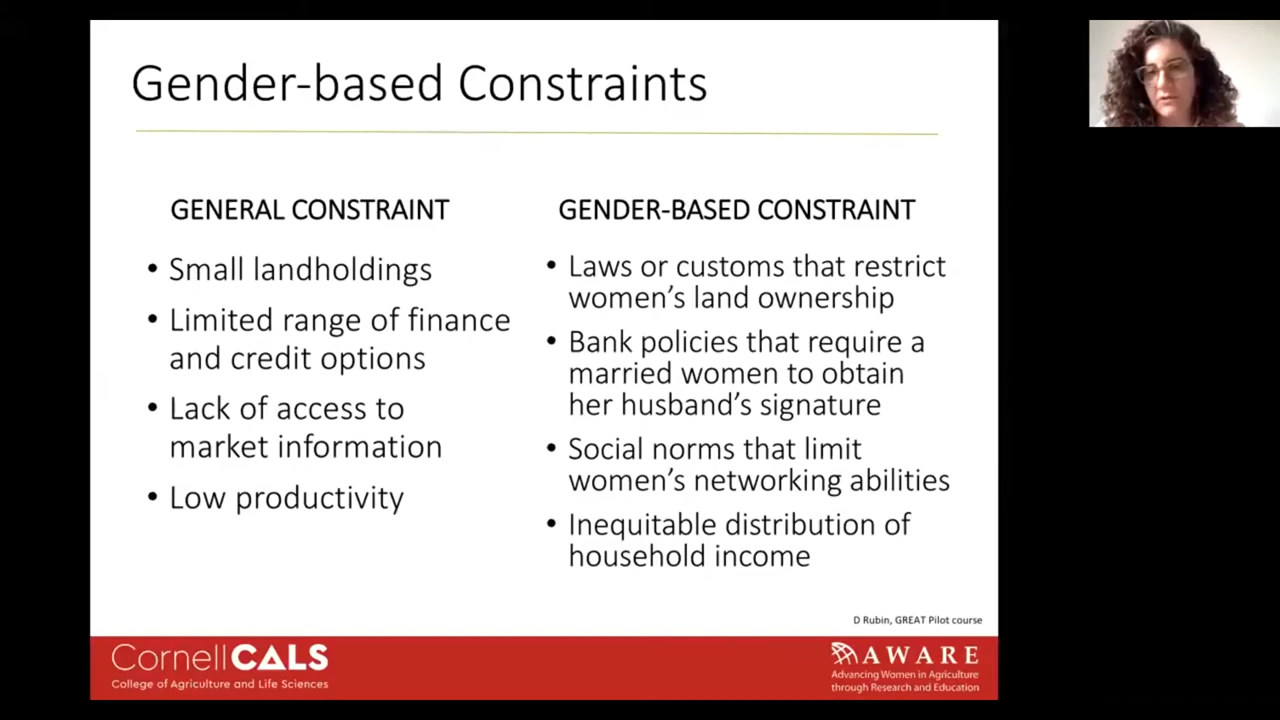 Gender-based Constraints
GENERAL CONSTRAINT
• Small landholdings
• Limited range of finance
and credit options
• Lack of access to
market information
• Low productivity
GENDER-BASED CONSTRAINT
• Laws or customs that restrict
women's land ownership
• Bank policies that require a
married women to obtain
her husband's signature
• Social norms that limit
women's networking abilities
• Inequitable distribution of
household income
D Rubin, GREAT Pilot course
CornellCALS
College of Agriculture and Life Sciences
AWARE
Advancing Women in Agriculture
through Research and Education